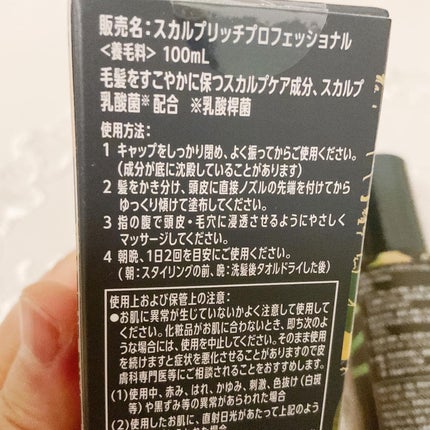 販売名：スカルプリッチプロフェッショナル
＜養毛料＞ 100mL
毛髪をすこやかに保つスカルプケア成分、スカルプ
乳酸菌※配合　※乳酸桿菌
使用方法：
1 キャップをしっかり閉め、よく振ってからご使用ください。
（成分が底に沈殿していることがあります）
2 髪をかき分け、頭皮に直接ノズルの先端を付けてから
ゆっくり傾けて塗布してください。
3 指の腹で頭皮・毛穴に浸透させるようにやさしく
マッサージしてください。
4 朝晩、1日2回を目安にご使用ください。
（朝：スタイリングの前、晩：洗髪後タオルドライした後）
使用上および保管上の注意：
●お肌に異常が生じていないかよく注意して使用して
ください。化粧品がお肌に合わないとき、即ち次のよ
うな場合には、使用を中止してください。そのまま使用
を続けますと症状を悪化させることがありますので皮
膚科専門医等にご相談されることをおすすめします。
(1)使用中、赤み、はれ、かゆみ、刺激、色抜け（白斑
等）や黒ずみ等の異常があらわれた場合
(2)使用したお肌に、直射日光があたって上記のよう